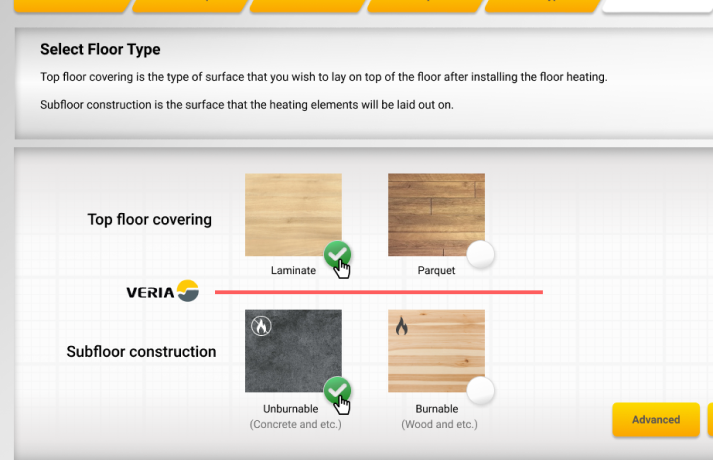 Select Floor Type
Top floor covering is the type of surface that you wish to lay on top of the floor after installing the floor heating.
Subfloor construction is the surface that the heating elements will be laid out on.
Top floor covering
Laminate
Parquet
VERIA
Subfloor construction
Unburnable
(Concrete and etc.)
Burnable
(Wood and etc.)
Advanced